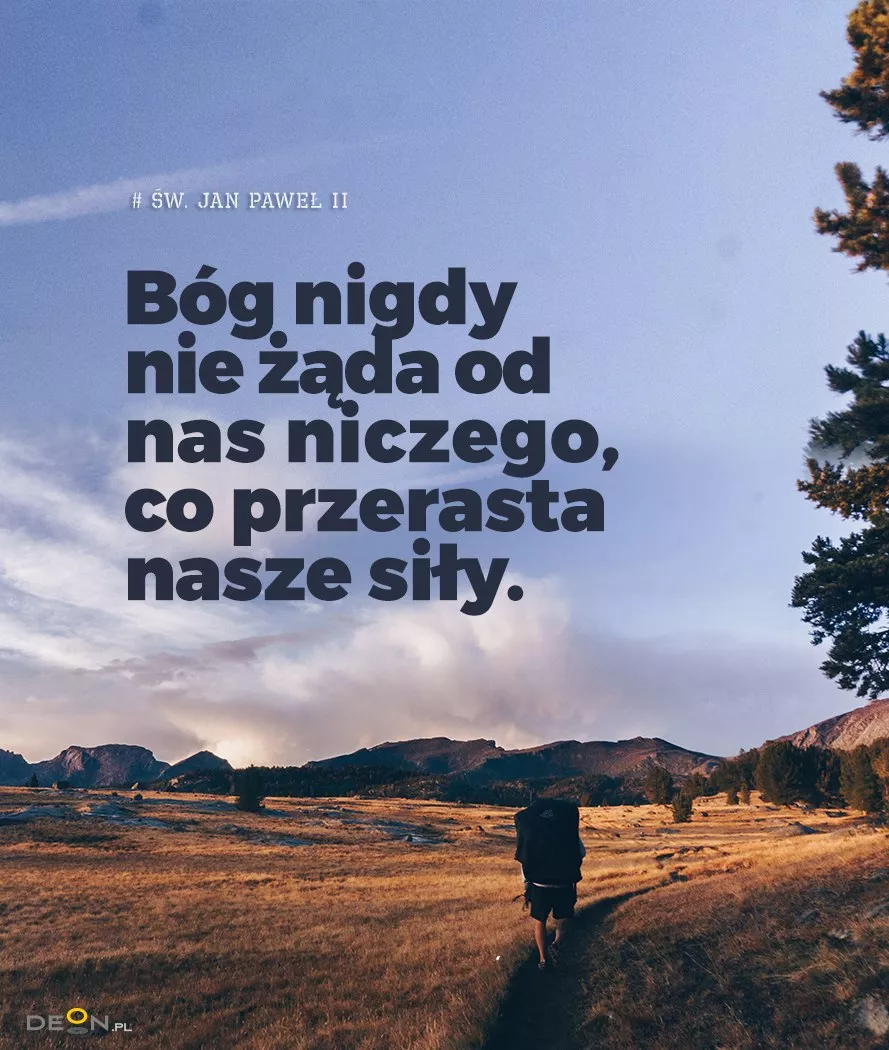 # ŚW. JAN PAWEŁ II
Bóg nigdy
nie żąda od
nas niczego,
co przerasta
nasze siły.
DEON.PL